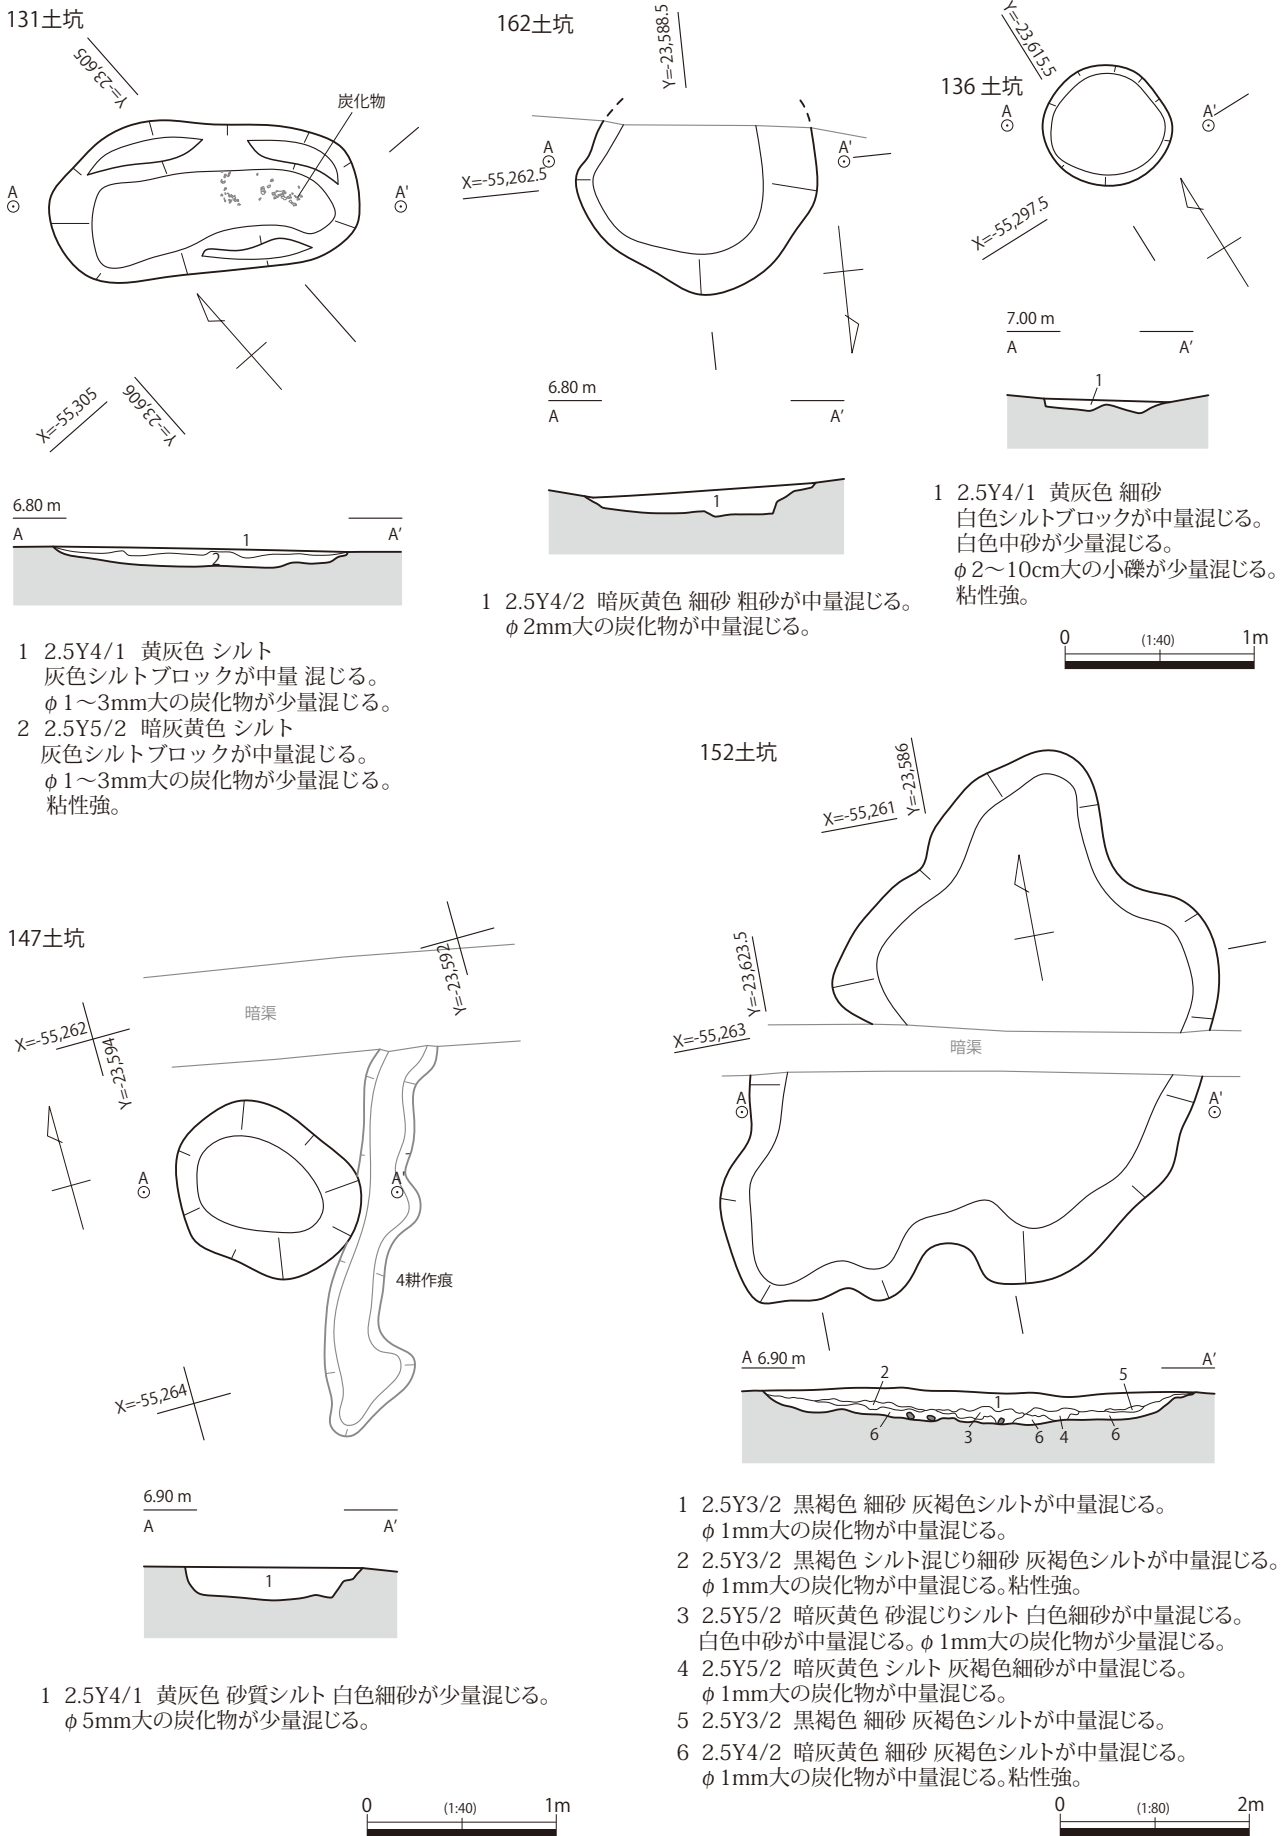 131土坑
Y=-23,605
炭化物
A
A'
X=-55,305
Y=-23,606
6.80 m
A
A'
1
2
1 2.5Y4/1 黄灰色 シルト
灰色シルトブロックが中量 混じる。
φ1～3mm大の炭化物が少量混じる。
2 2.5Y5/2 暗灰黄色 シルト
灰色シルトブロックが中量混じる。
φ1～3mm大の炭化物が少量混じる。
粘性強。
162土坑
Y=-23,588.5
A
A'
X=-55,262.5
6.80 m
A
A'
1
1 2.5Y4/2 暗灰黄色 細砂 粗砂が中量混じる。
φ2mm大の炭化物が中量混じる。
Y=-23,615.5
136 土坑
A
A'
X=-55,297.5
7.00 m
A
A'
1
1 2.5Y4/1 黄灰色 細砂
白色シルトブロックが中量混じる。
白色中砂が少量混じる。
φ2～10cm大の小礫が少量混じる。
粘性強。
0 (1:40) 1m
147土坑
Y=-23,592
暗渠
X=-55,262
Y=-23,594
A
A'
4耕作痕
X=-55,264
6.90 m
A
A'
1
1 2.5Y4/1 黄灰色 砂質シルト 白色細砂が少量混じる。
φ5mm大の炭化物が少量混じる。
0 (1:40) 1m
152土坑
Y=-23,586
X=-55,261
Y=-23,623.5
X=-55,263
暗渠
A
A'
A 6.90 m
A'
2
1
5
6
3
6
4
6
1 2.5Y3/2 黒褐色 細砂 灰褐色シルトが中量混じる。
φ1mm大の炭化物が中量混じる。
2 2.5Y3/2 黒褐色 シルト混じり細砂 灰褐色シルトが中量混じる。
φ1mm大の炭化物が中量混じる。粘性強。
3 2.5Y5/2 暗灰黄色 砂混じりシルト 白色細砂が中量混じる。
白色中砂が中量混じる。φ1mm大の炭化物が少量混じる。
4 2.5Y5/2 暗灰黄色 シルト 灰褐色細砂が中量混じる。
φ1mm大の炭化物が中量混じる。
5 2.5Y3/2 黒褐色 細砂 灰褐色シルトが中量混じる。
6 2.5Y4/2 暗灰黄色 細砂 灰褐色シルトが中量混じる。
φ1mm大の炭化物が中量混じる。粘性強。
0 (1:80) 2m